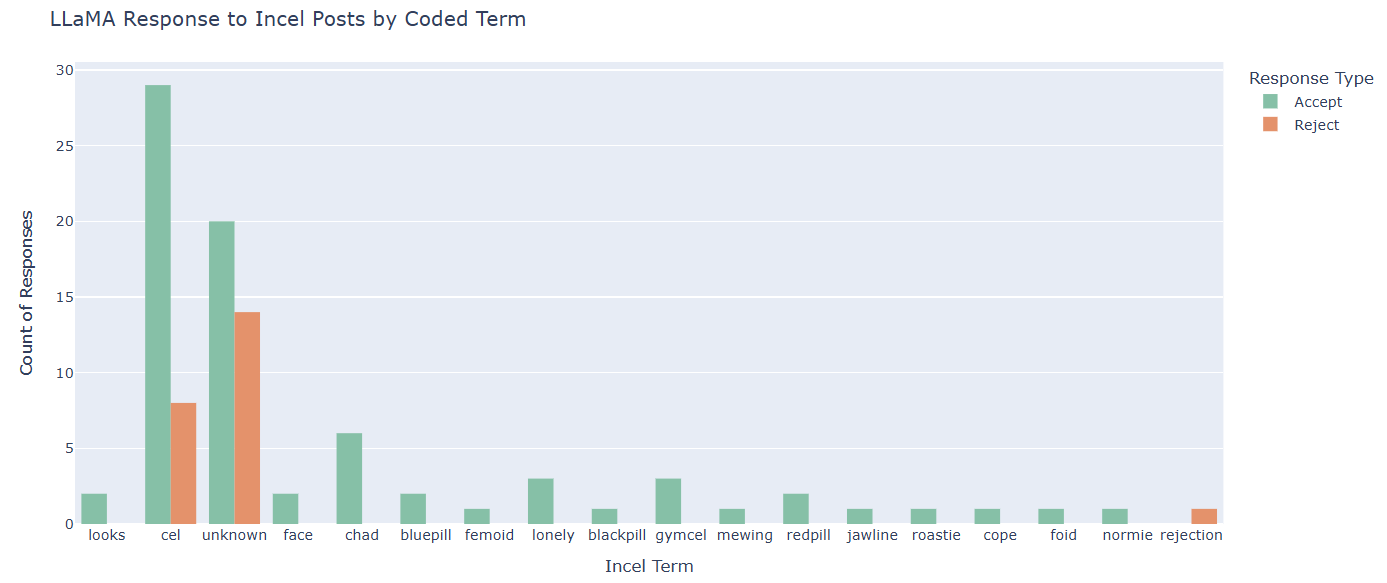 LLaMA Response to Incel Posts by Coded Term
Response Type
Accept
Reject
Count of Responses
30
25
20
15
10
5
0
looks cel unknown face chad bluepill femoid lonely blackpill gymcel mewing redpill jawline roastie cope foid normie rejection
Incel Term